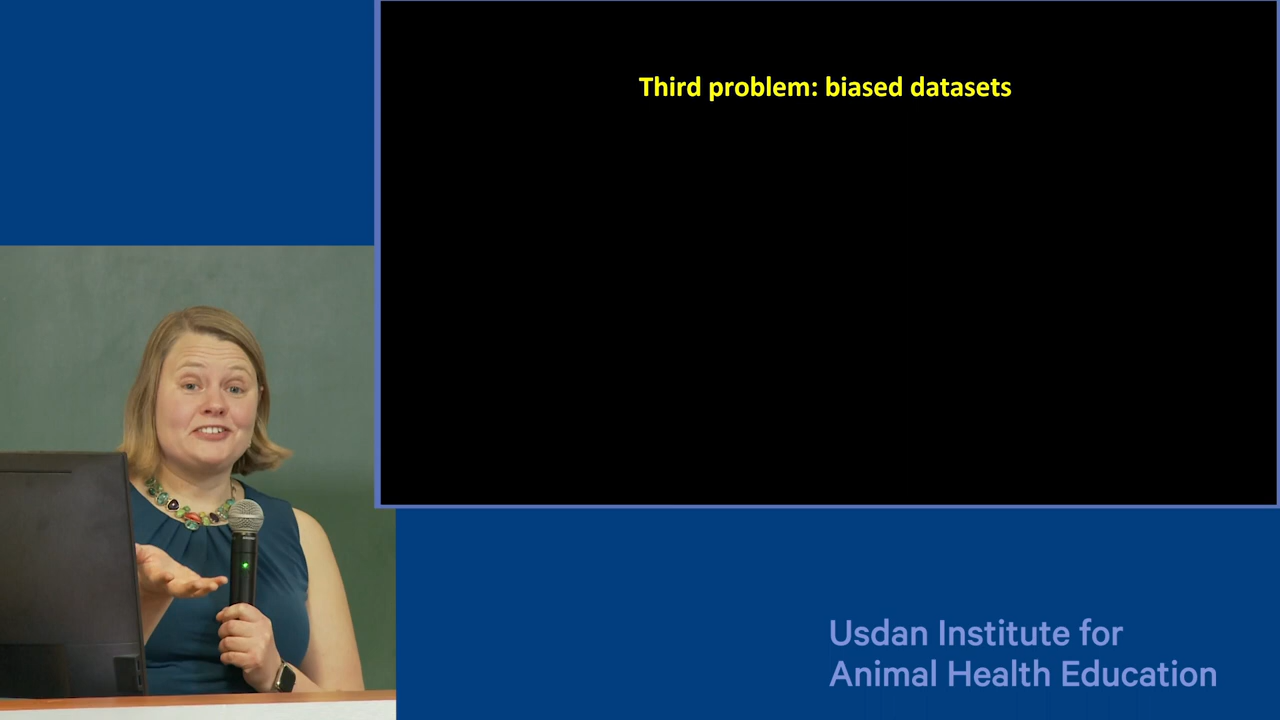 Third problem: biased datasets
Usdan Institute for
Animal Health Education